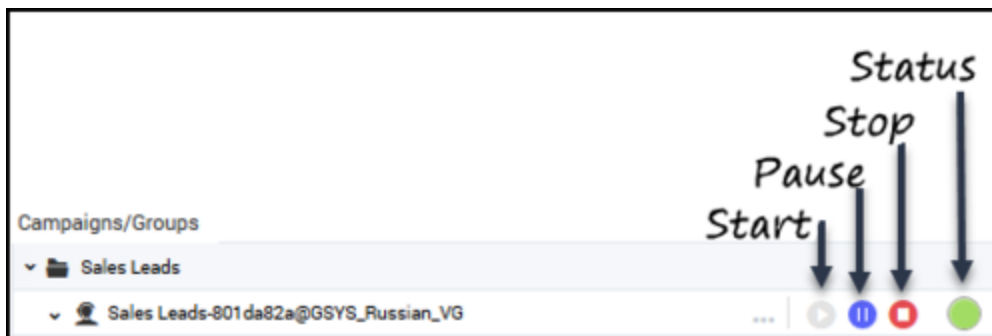 Status
Stop
Pause
Start
Campaigns/Groups
Sales Leads
Sales Leads-801da82a@GSYS_Russian_VG
...